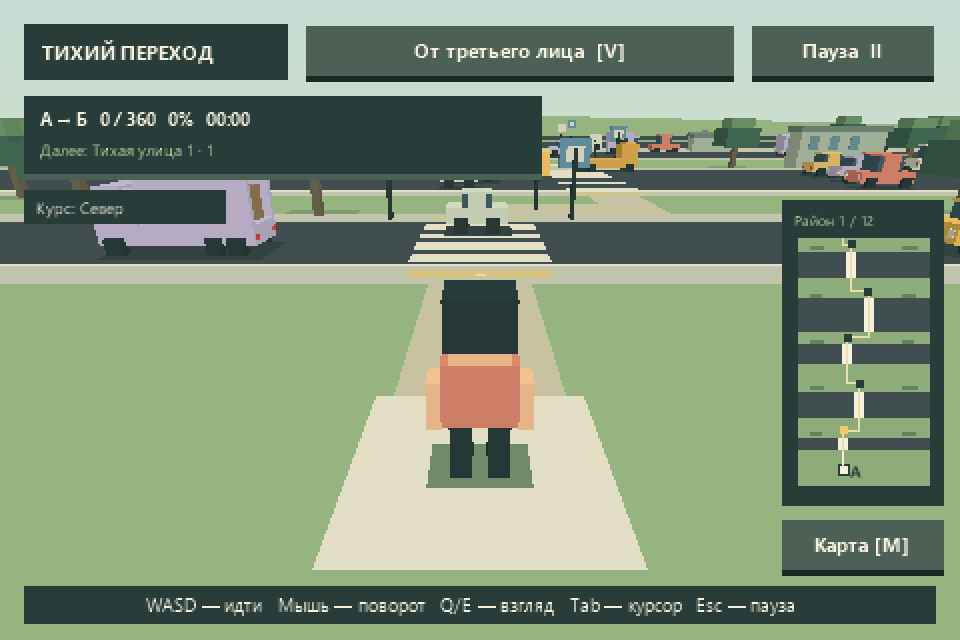 ТИХИЙ ПЕРЕХОД
От третьего лица [V]
Пауза II
А — Б 0 / 360 0% 00:00
Далее: Тихая улица 1 · 1
Курс: Север
Район 1 / 12
А
Карта [M]
WASD — идти Мышь — поворот Q/E — взгляд Tab — курсор Esc — пауза